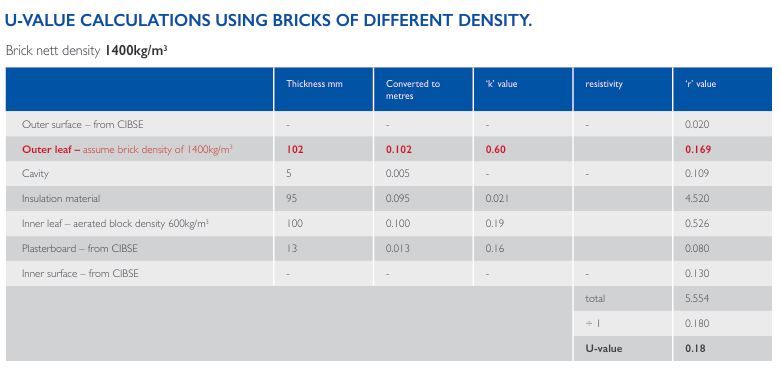 U-VALUE CALCULATIONS USING BRICKS OF DIFFERENT DENSITY.
Brick nett density 1400kg/m³
Thickness mm Converted to metres ‘k’ value resistivity ‘r’ value
Outer surface – from CIBSE - - - - 0.020
Outer leaf – assume brick density of 1400kg/m³ 102 0.102 0.60 0.169
Cavity 5 0.005 - - 0.109
Insulation material 95 0.095 0.021 4.520
Inner leaf – aerated block density 600kg/m³ 100 0.100 0.19 0.526
Plasterboard – from CIBSE 13 0.013 0.16 0.080
Inner surface – from CIBSE - - - - 0.130
total 5.554
÷ 1 0.180
U-value 0.18